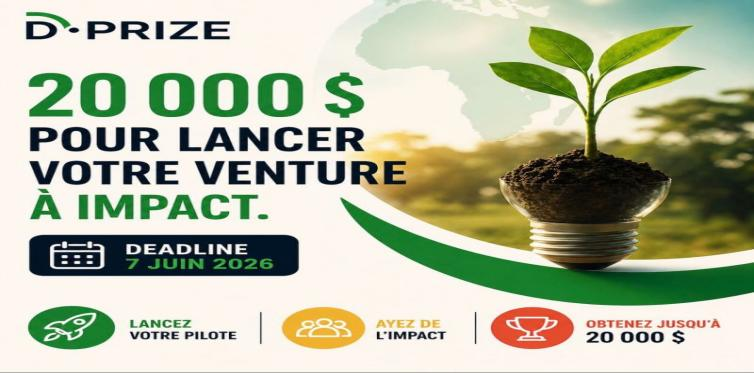 D·PRIZE
20 000 $
POUR LANCER
VOTRE VENTURE
À IMPACT.
DEADLINE
7 JUIN 2026
LANCEZ
VOTRE PILOTE
AYEZ DE
L'IMPACT
OBTENEZ JUSQU'À
20 000 $